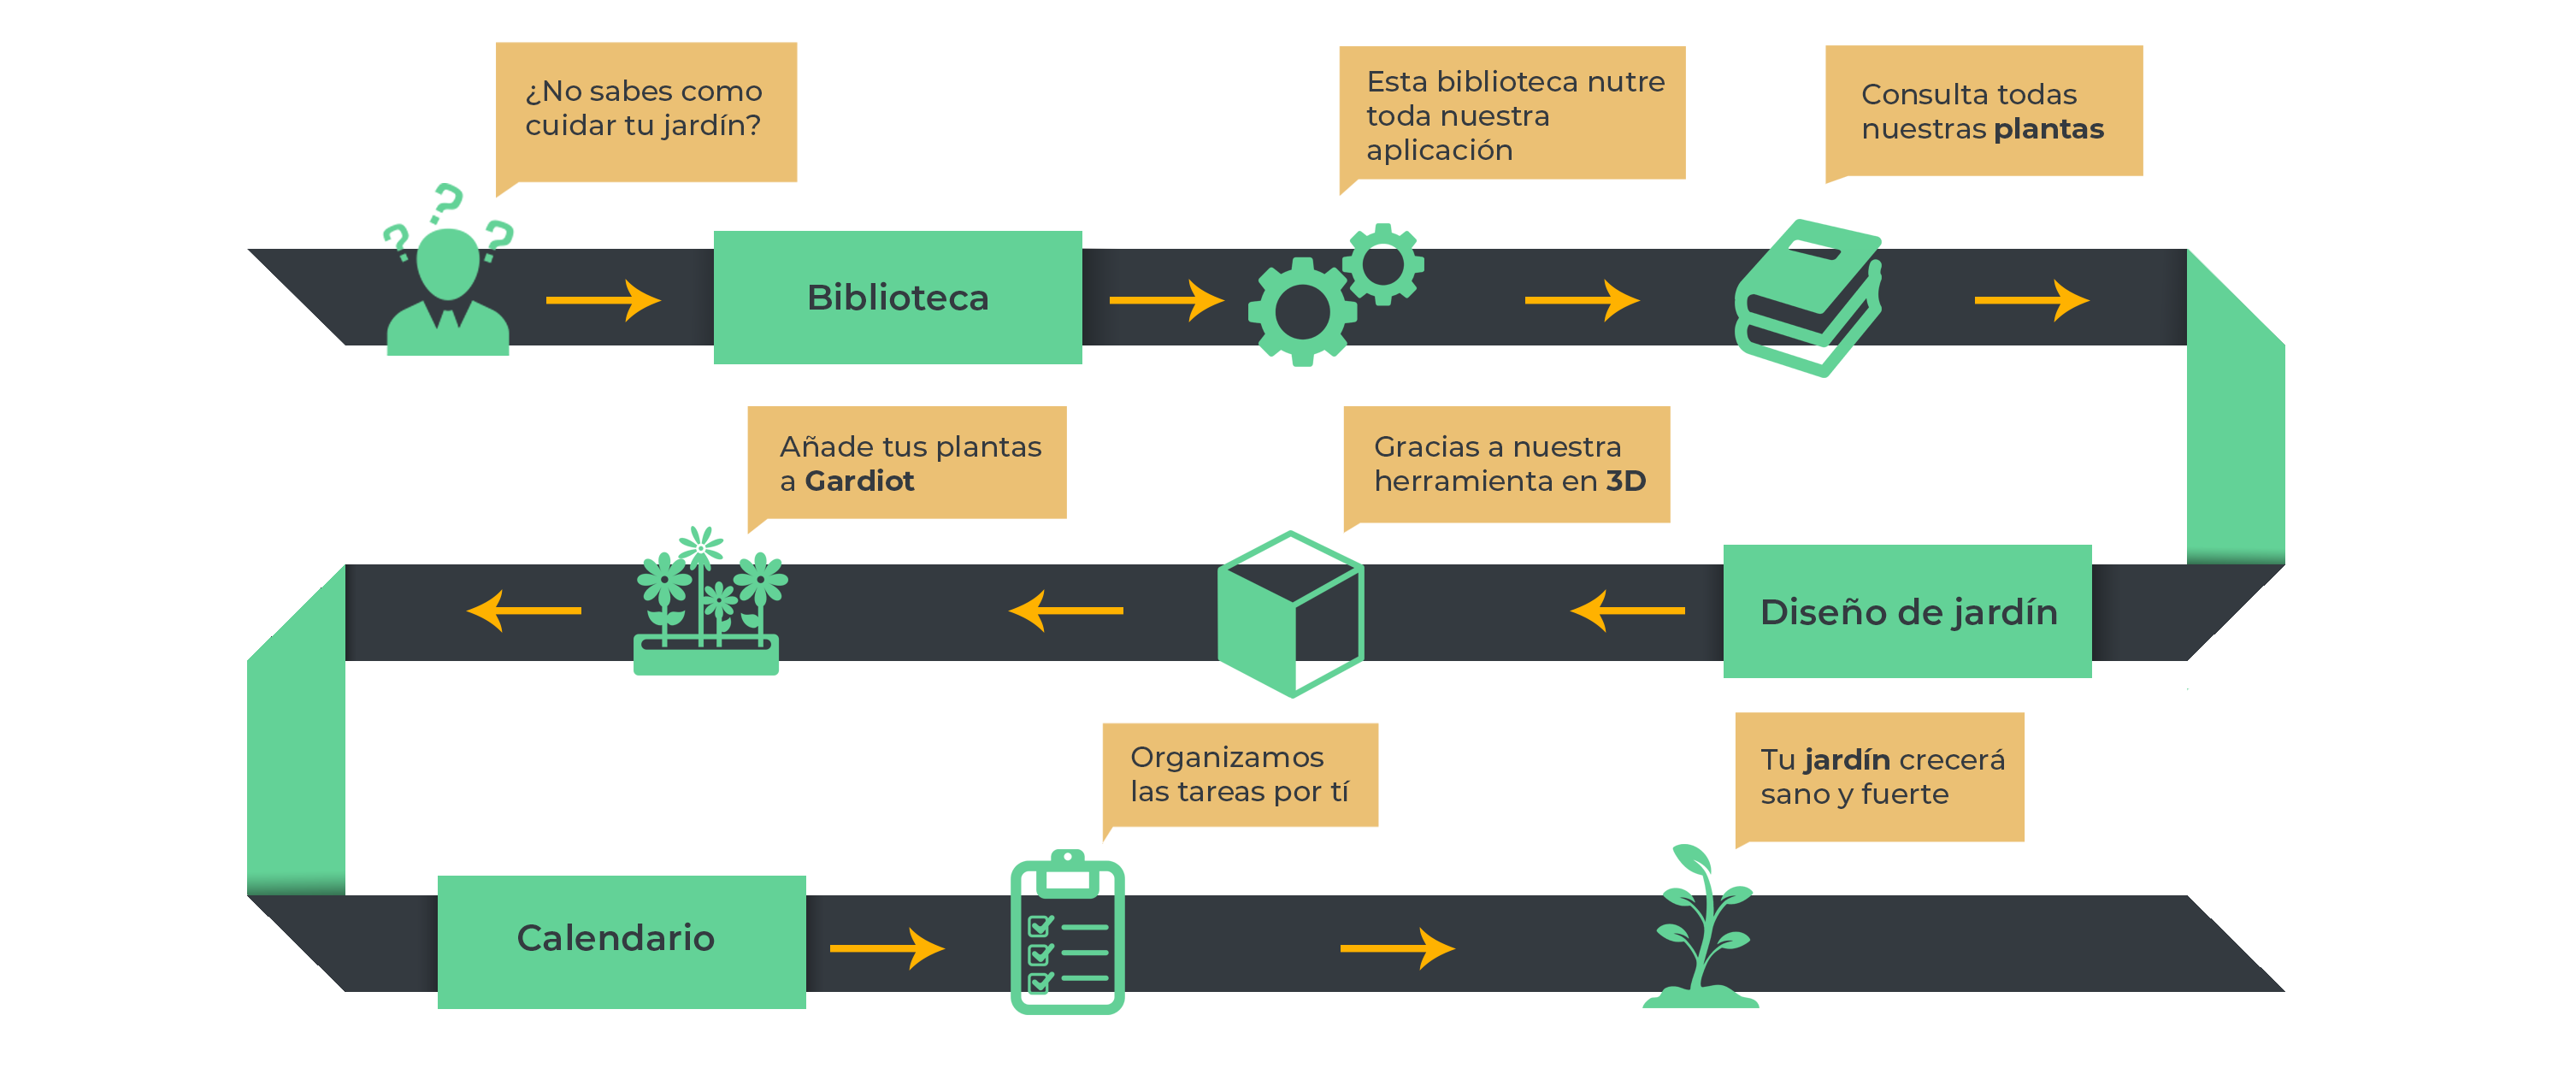 ¿No sabes como
cuidar tu jardín?
Biblioteca
Esta biblioteca nutre
toda nuestra
aplicación
Consulta todas
nuestras plantas
Diseño de jardín
Gracias a nuestra
herramienta en 3D
Añade tus plantas
a Gardiot
Calendario
Organizamos
las tareas por tí
Tu jardín crecerá
sano y fuerte